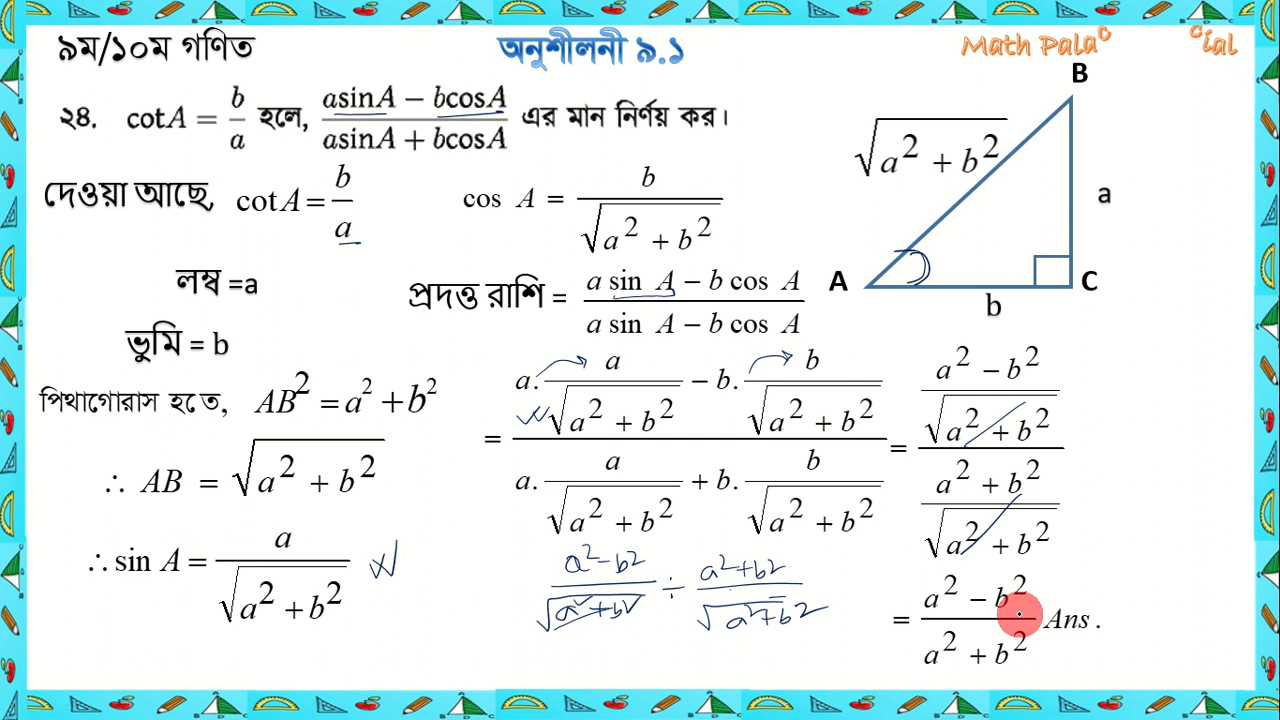 ৯ম/১০ম গণিত
অনুশীলনী ৯.১
Math Palac ial
২৪. cotA = b/a হলে, (asinA − bcosA)/(asinA + bcosA) এর মান নির্ণয় কর।
দেওয়া আছে, cotA = b/a
লম্ব =a
ভুমি = b
পিথাগোরাস হতে, AB² = a² + b²
∴ AB = √(a² + b²)
∴ sin A = a/√(a² + b²)
cos A = b/√(a² + b²)
প্রদত্ত রাশি = (a sin A − b cos A)/(a sin A − b cos A)
= (a. a/√(a² + b²) − b. b/√(a² + b²))/(a. a/√(a² + b²) + b. b/√(a² + b²))
= ((a² − b²)/√(a² + b²))/((a² + b²)/√(a² + b²))
(a²−b²)/√(a²+b²) ÷ (a²+b²)/√(a²+b²)
= (a² − b²)/(a² + b²) Ans.
B
√(a² + b²)
a
A
C
b